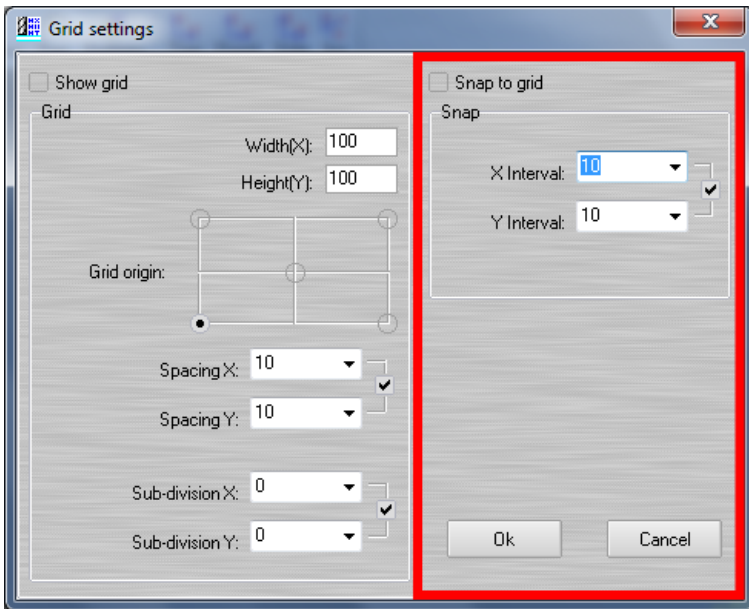 Grid settings
Show grid
Grid
Width(X): 100
Height(Y): 100
Grid origin:
Spacing X: 10
Spacing Y: 10
Sub-division X: 0
Sub-division Y: 0
Snap to grid
Snap
X Interval: 10
Y Interval: 10
Ok
Cancel